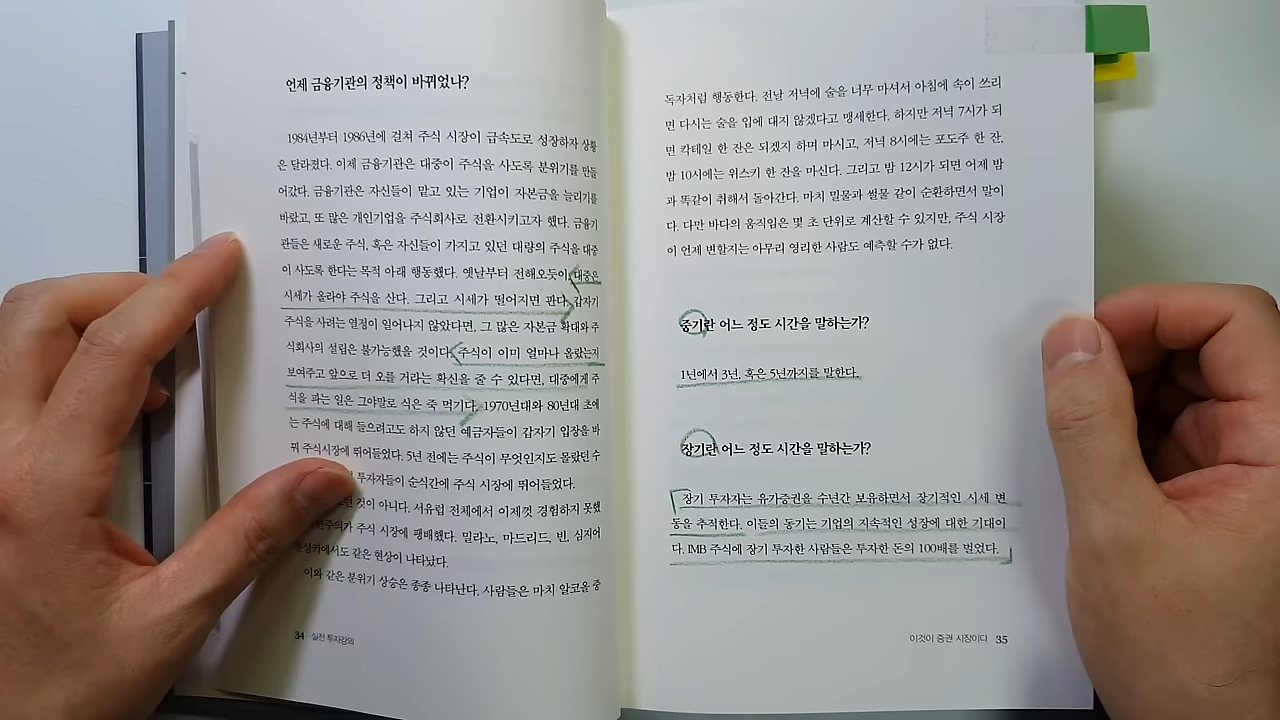 언제 금융기관의 정책이 바뀌었나?
1984년부터 1986년에 걸쳐 주식 시장이 급속도로 성장하자 상황
은 달라졌다. 이제 금융기관은 대중이 주식을 사도록 분위기를 만들
어갔다. 금융기관은 자신들이 맡고 있는 기업이 자본금을 늘리기를
바랐고, 또 많은 개인기업을 주식회사로 전환시키고자 했다. 금융기
관들은 새로운 주식, 혹은 자신들이 가지고 있던 대량의 주식을 대중
이 사도록 한다는 목적 아래 행동했다. 옛날부터 전해오듯이, 대중은
시세가 올라야 주식을 산다. 그리고 시세가 떨어지면 판다. 갑자기
주식을 사려는 열정이 일어나지 않았다면, 그 많은 자본금 확대와 주
식회사의 설립은 불가능했을 것이다. 주식이 이미 얼마나 올랐는지
보여주고 앞으로 더 오를 거라는 확신을 줄 수 있다면, 대중에게 주
식을 파는 일은 그야말로 식은 죽 먹기다. 1970년대와 80년대 초에
는 주식에 대해 들으려고도 하지 않던 예금자들이 갑자기 입장을 바
꿔 주식시장에 뛰어들었다. 5년 전에는 주식이 무엇인지도 몰랐던 수
투자자들이 순식간에 주식 시장에 뛰어들었다.
것이 아니다. 서유럽 전체에서 이제껏 경험하지 못했
주식 시장에 팽배했다. 밀라노, 마드리드, 빈, 심지어
헬싱키에서도 같은 현상이 나타났다.
이와 같은 분위기 상승은 종종 나타난다. 사람들은 마치 알코올 중
34 실전 투자강의
독자처럼 행동한다. 전날 저녁에 술을 너무 마셔서 아침에 속이 쓰리
면 다시는 술을 입에 대지 않겠다고 맹세한다. 하지만 저녁 7시가 되
면 칵테일 한 잔은 되겠지 하며 마시고, 저녁 8시에는 포도주 한 잔,
밤 10시에는 위스키 한 잔을 마신다. 그리고 밤 12시가 되면 어제 밤
과 똑같이 취해서 돌아간다. 마치 밀물과 썰물 같이 순환하면서 말이
다. 다만 바다의 움직임은 몇 초 단위로 계산할 수 있지만, 주식 시장
이 언제 변할지는 아무리 영리한 사람도 예측할 수가 없다.
중기란 어느 정도 시간을 말하는가?
1년에서 3년, 혹은 5년까지를 말한다.
장기란 어느 정도 시간을 말하는가?
장기 투자자는 유가증권을 수년간 보유하면서 장기적인 시세 변
동을 추적한다. 이들의 동기는 기업의 지속적인 성장에 대한 기대이
다. IMB 주식에 장기 투자한 사람들은 투자한 돈의 100배를 벌었다.
이것이 증권 시장이다 35